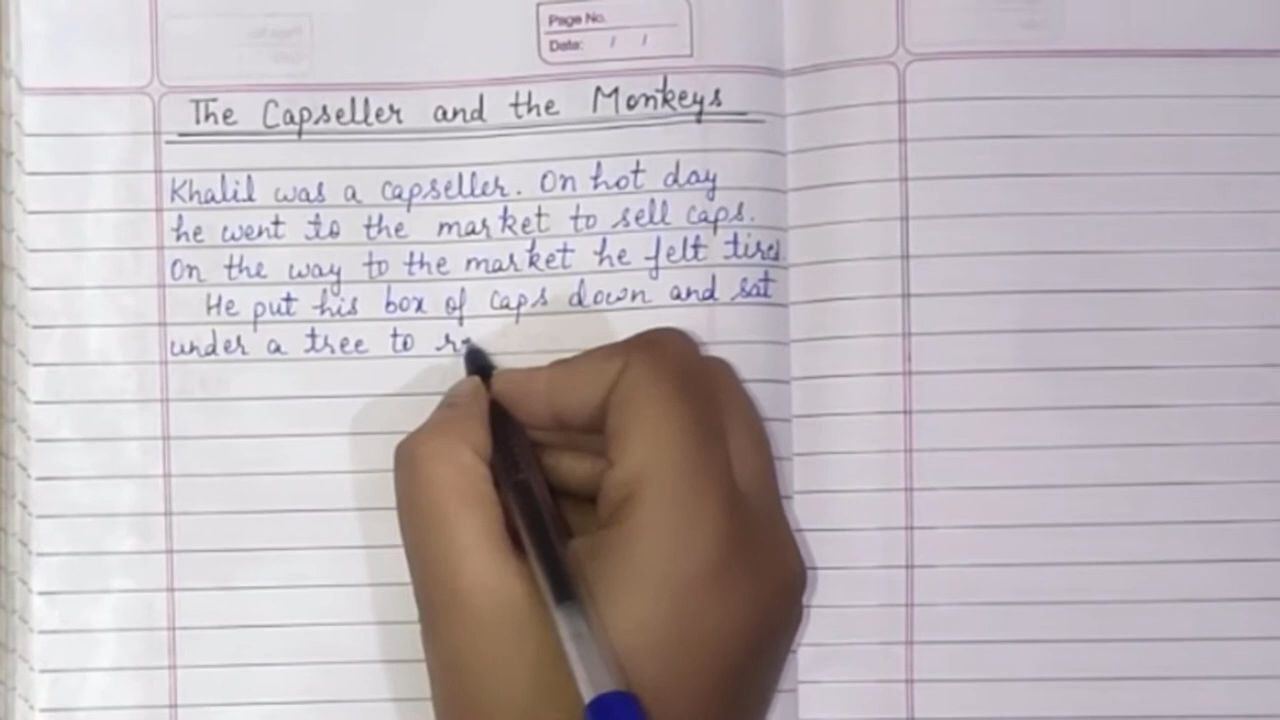 Page No.
Date: / /
The Capseller and the Monkeys
Khalil was a capseller. On hot day
he went to the market to sell caps.
On the way to the market he felt tired
He put his box of caps down and sat
under a tree to